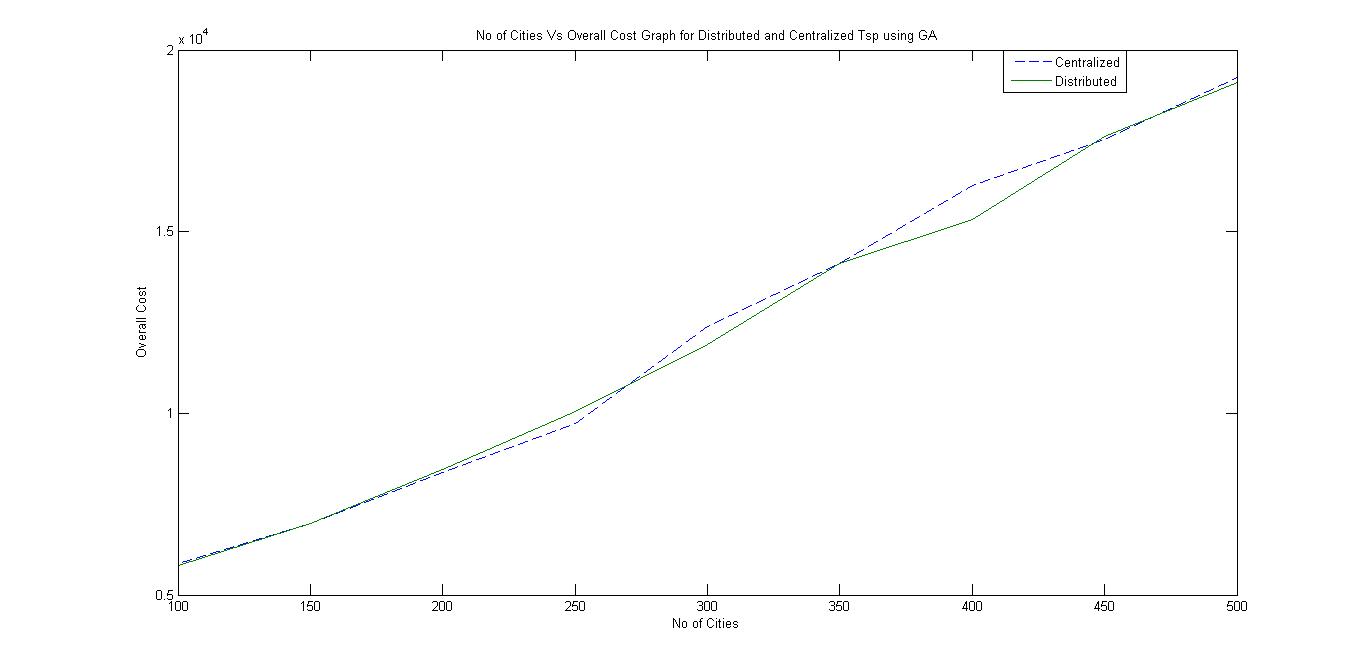 No of Cities Vs Overall Cost Graph for Distributed and Centralized Tsp using GA
x 10^4
2
1.5
1
0.5
Overall Cost
Centralized
Distributed
100 150 200 250 300 350 400 450 500
No of Cities